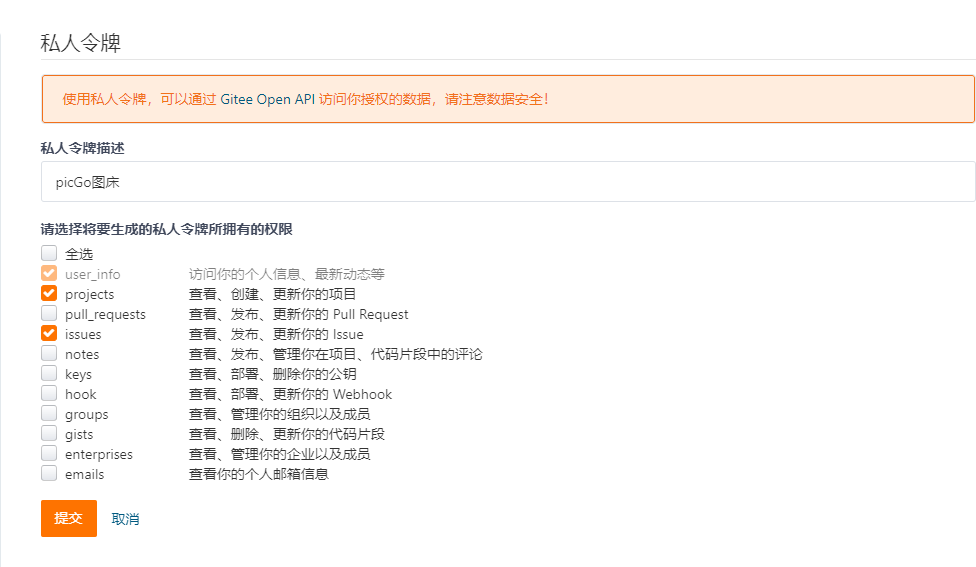 私人令牌
使用私人令牌，可以通过 Gitee Open API 访问你授权的数据，请注意数据安全！
私人令牌描述
picGo图床
请选择将要生成的私人令牌所拥有的权限
全选
user_info 访问你的个人信息、最新动态等
projects 查看、创建、更新你的项目
pull_requests 查看、发布、更新你的 Pull Request
issues 查看、发布、更新你的 Issue
notes 查看、发布、管理你在项目、代码片段中的评论
keys 查看、部署、删除你的公钥
hook 查看、部署、更新你的 Webhook
groups 查看、管理你的组织以及成员
gists 查看、删除、更新你的代码片段
enterprises 查看、管理你的企业以及成员
emails 查看你的个人邮箱信息
提交 取消